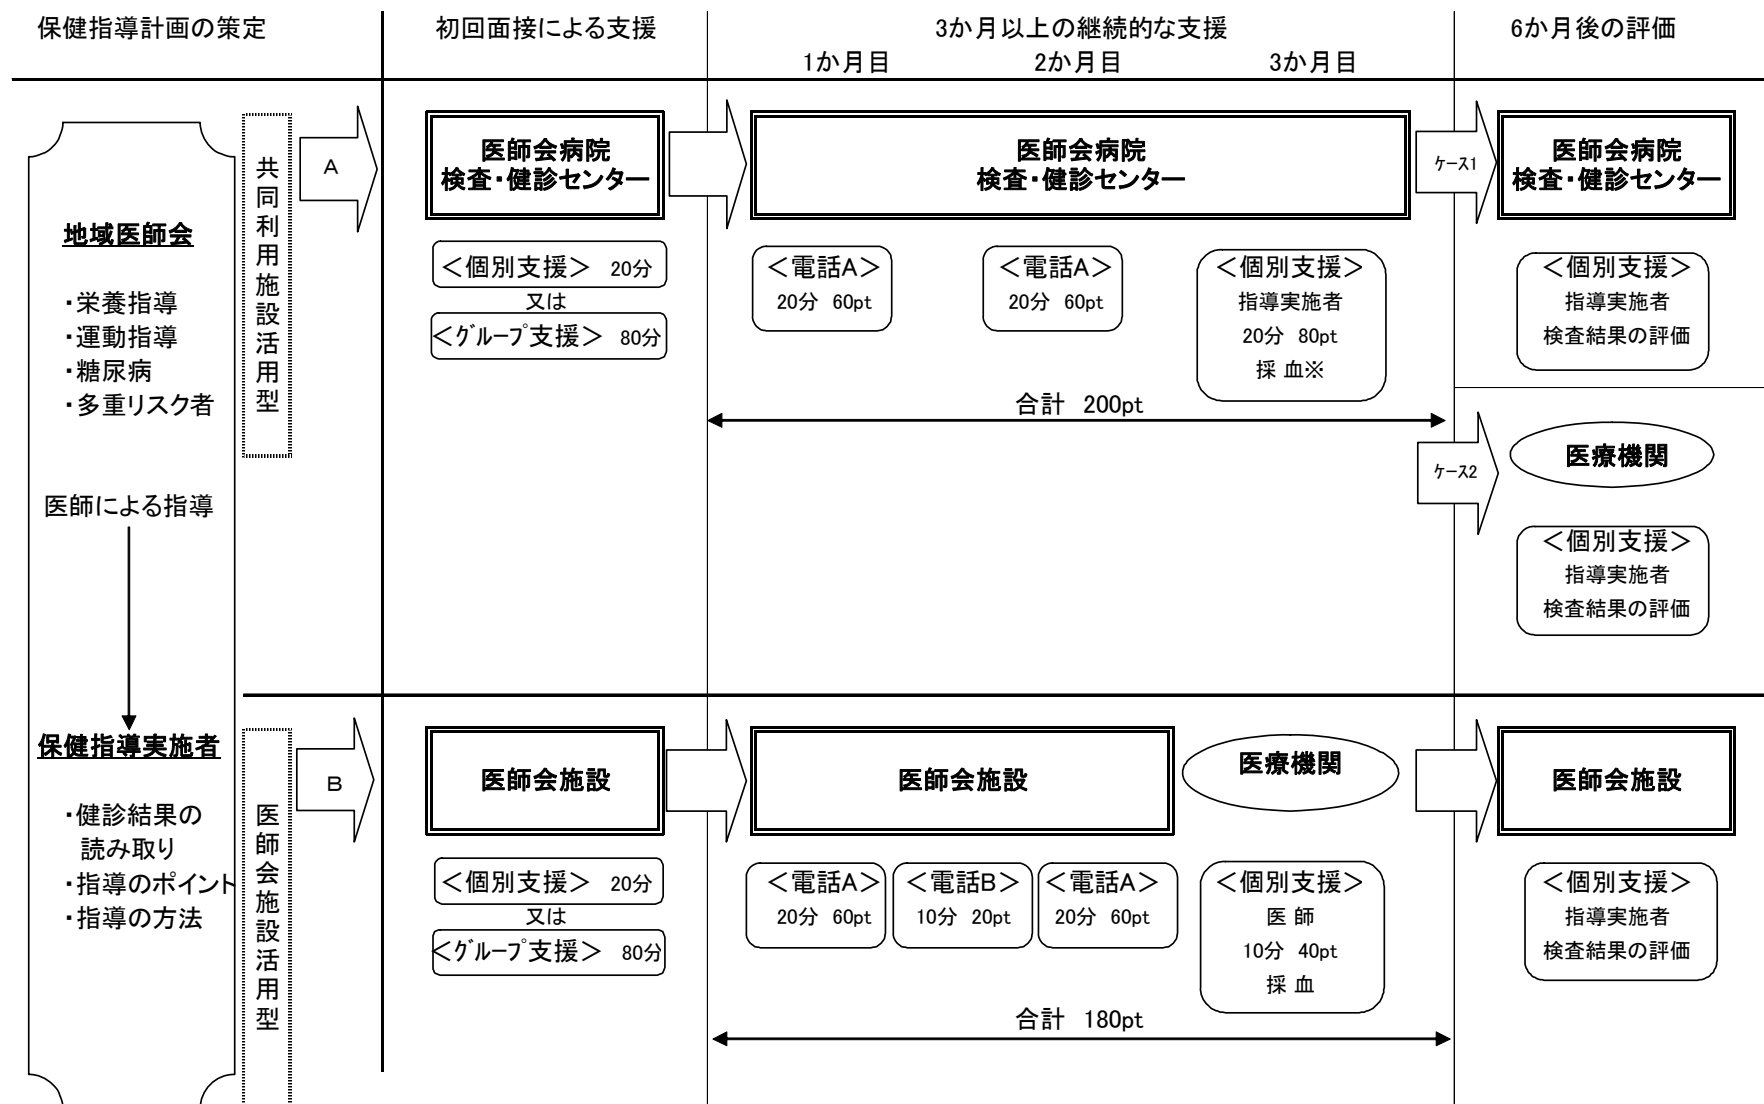 保健指導計画の策定
初回面接による支援
3か月以上の継続的な支援
6か月後の評価
1か月目
2か月目
3か月目
地域医師会
・栄養指導
・運動指導
・糖尿病
・多重リスク者
医師による指導
保健指導実施者
・健診結果の
読み取り
・指導のポイント
・指導の方法
共同利用施設活用型
A
医師会病院
検査・健診センター
<個別支援> 20分
又は
<グループ支援> 80分
医師会病院
検査・健診センター
<電話A>
20分 60pt
<電話A>
20分 60pt
<個別支援>
指導実施者
20分 80pt
採 血※
合計 200pt
ケース1
医師会病院
検査・健診センター
<個別支援>
指導実施者
検査結果の評価
ケース2
医療機関
<個別支援>
指導実施者
検査結果の評価
医師会施設活用型
B
医師会施設
<個別支援> 20分
又は
<グループ支援> 80分
医師会施設
<電話A>
20分 60pt
<電話B>
10分 20pt
<電話A>
20分 60pt
医療機関
<個別支援>
医 師
10分 40pt
採 血
合計 180pt
医師会施設
<個別支援>
指導実施者
検査結果の評価